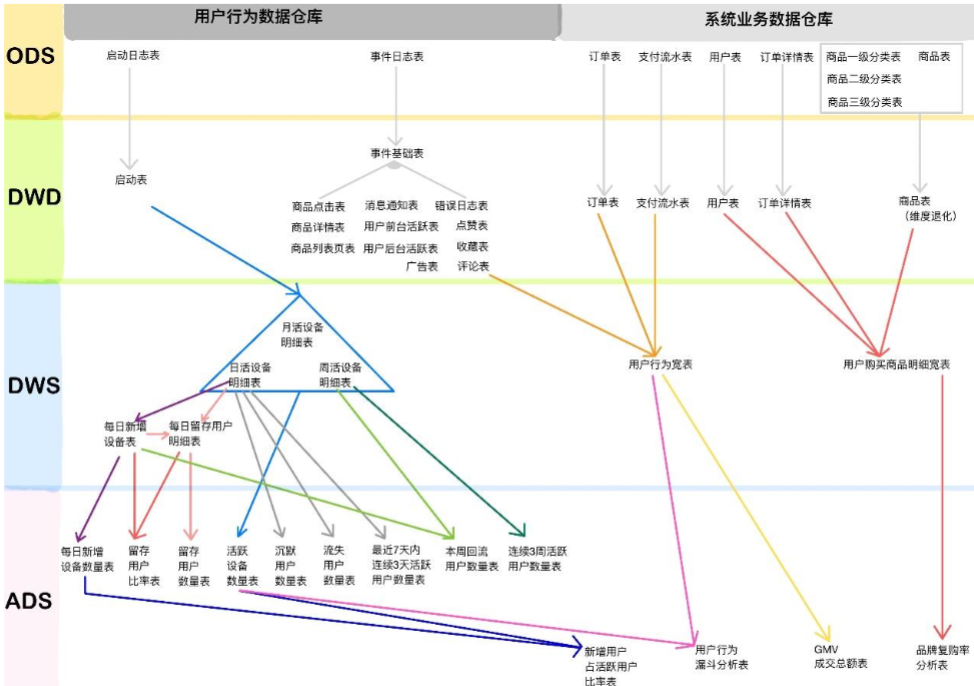 用户行为数据仓库
系统业务数据仓库
ODS
启动日志表
事件日志表
订单表
支付流水表
用户表
订单详情表
商品一级分类表
商品表
商品二级分类表
商品三级分类表
DWD
启动表
事件基础表
商品点击表
消息通知表
错误日志表
商品详情表
用户前台活跃表
点赞表
商品列表页表
用户后台活跃表
收藏表
广告表
评论表
订单表
支付流水表
用户表
订单详情表
商品表
(维度退化)
DWS
月活设备
明细表
日活设备
明细表
周活设备
明细表
用户行为宽表
用户购买商品明细宽表
每日新增
设备表
每日留存用户
明细表
ADS
每日新增
设备数量表
留存
用户
比率表
留存
用户
数量表
活跃
设备
数量表
沉默
用户
数量表
流失
用户
数量表
最近7天内
连续3天活跃
用户数量表
本周回流
用户数量表
连续3周活跃
用户数量表
新增用户
占活跃用户
比率表
用户行为
漏斗分析表
GMV
成交总额表
品牌复购率
分析表